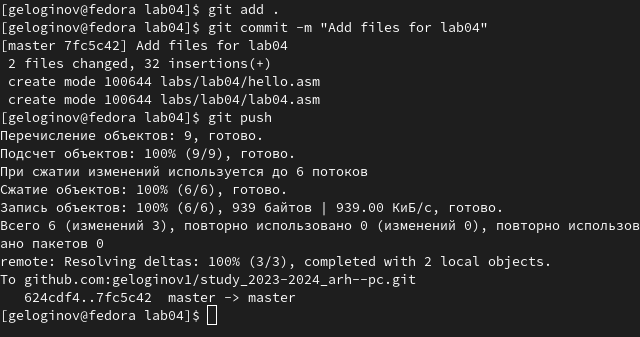 [geloginov@fedora lab04]$ git add .
[geloginov@fedora lab04]$ git commit -m "Add files for lab04"
[master 7fc5c42] Add files for lab04
 2 files changed, 32 insertions(+)
 create mode 100644 labs/lab04/hello.asm
 create mode 100644 labs/lab04/lab04.asm
[geloginov@fedora lab04]$ git push
Перечисление объектов: 9, готово.
Подсчет объектов: 100% (9/9), готово.
При сжатии изменений используется до 6 потоков
Сжатие объектов: 100% (6/6), готово.
Запись объектов: 100% (6/6), 939 байтов | 939.00 КиБ/с, готово.
Всего 6 (изменений 3), повторно использовано 0 (изменений 0), повторно использов
ано пакетов 0
remote: Resolving deltas: 100% (3/3), completed with 2 local objects.
To github.com:geloginov1/study_2023-2024_arh--pc.git
   624cdf4..7fc5c42  master -> master
[geloginov@fedora lab04]$